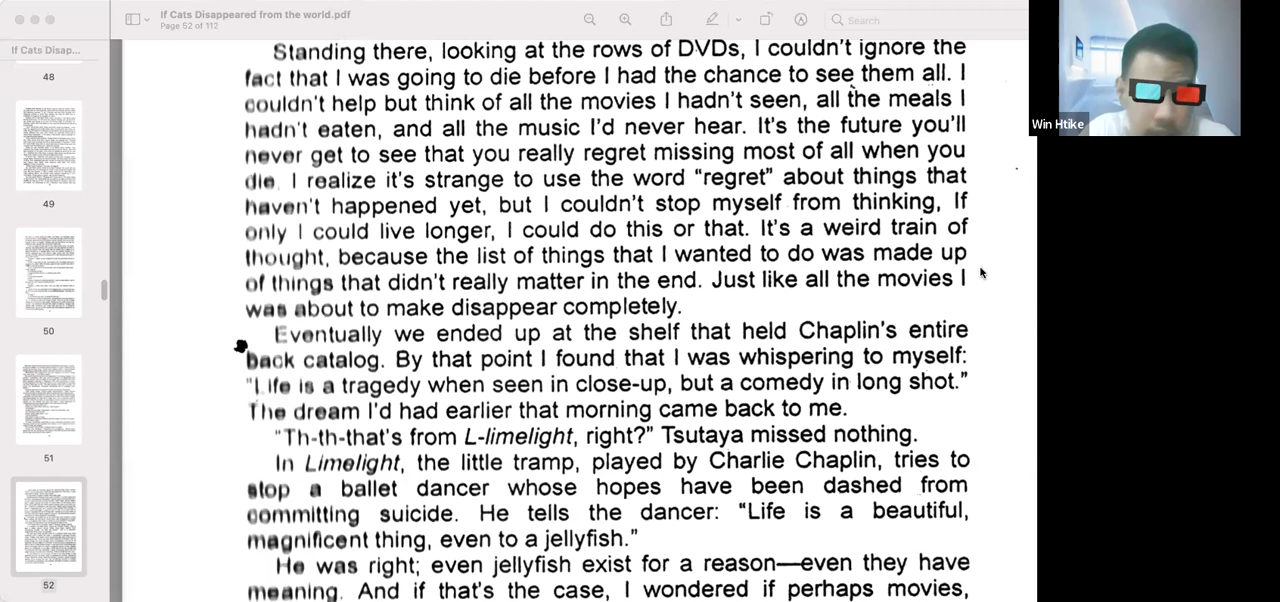 If Cats Disappeared from the world.pdf
Page 52 of 112
Search
If Cats Disap...
48
49
50
51
52
Win Htike
Standing there, looking at the rows of DVDs, I couldn't ignore the
fact that I was going to die before I had the chance to see them all. I
couldn't help but think of all the movies I hadn't seen, all the meals I
hadn't eaten, and all the music I'd never hear. It's the future you'll
never get to see that you really regret missing most of all when you
die. I realize it's strange to use the word “regret” about things that
haven't happened yet, but I couldn't stop myself from thinking, If
only I could live longer, I could do this or that. It's a weird train of
thought, because the list of things that I wanted to do was made up
of things that didn't really matter in the end. Just like all the movies I
was about to make disappear completely.
Eventually we ended up at the shelf that held Chaplin's entire
back catalog. By that point I found that I was whispering to myself:
“Life is a tragedy when seen in close-up, but a comedy in long shot.”
The dream I'd had earlier that morning came back to me.
“Th-th-that's from L-limelight, right?” Tsutaya missed nothing.
In Limelight, the little tramp, played by Charlie Chaplin, tries to
stop a ballet dancer whose hopes have been dashed from
committing suicide. He tells the dancer: “Life is a beautiful,
magnificent thing, even to a jellyfish.”
He was right; even jellyfish exist for a reason—even they have
meaning. And if that's the case, I wondered if perhaps movies,